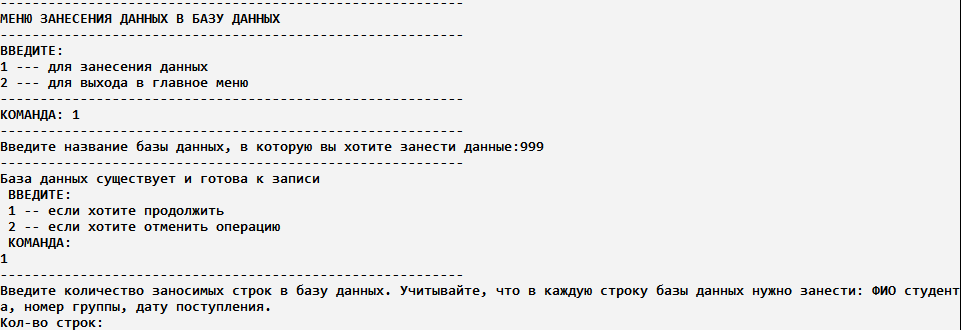 ----------------------------------------------------------
МЕНЮ ЗАНЕСЕНИЯ ДАННЫХ В БАЗУ ДАННЫХ
----------------------------------------------------------
ВВЕДИТЕ:
1 --- для занесения данных
2 --- для выхода в главное меню
----------------------------------------------------------
КОМАНДА: 1
----------------------------------------------------------
Введите название базы данных, в которую вы хотите занести данные:999
----------------------------------------------------------
База данных существует и готова к записи
 ВВЕДИТЕ:
 1 -- если хотите продолжить
 2 -- если хотите отменить операцию
 КОМАНДА:
1
----------------------------------------------------------
Введите количество заносимых строк в базу данных. Учитывайте, что в каждую строку базы данных нужно занести: ФИО студент
а, номер группы, дату поступления.
Кол-во строк: